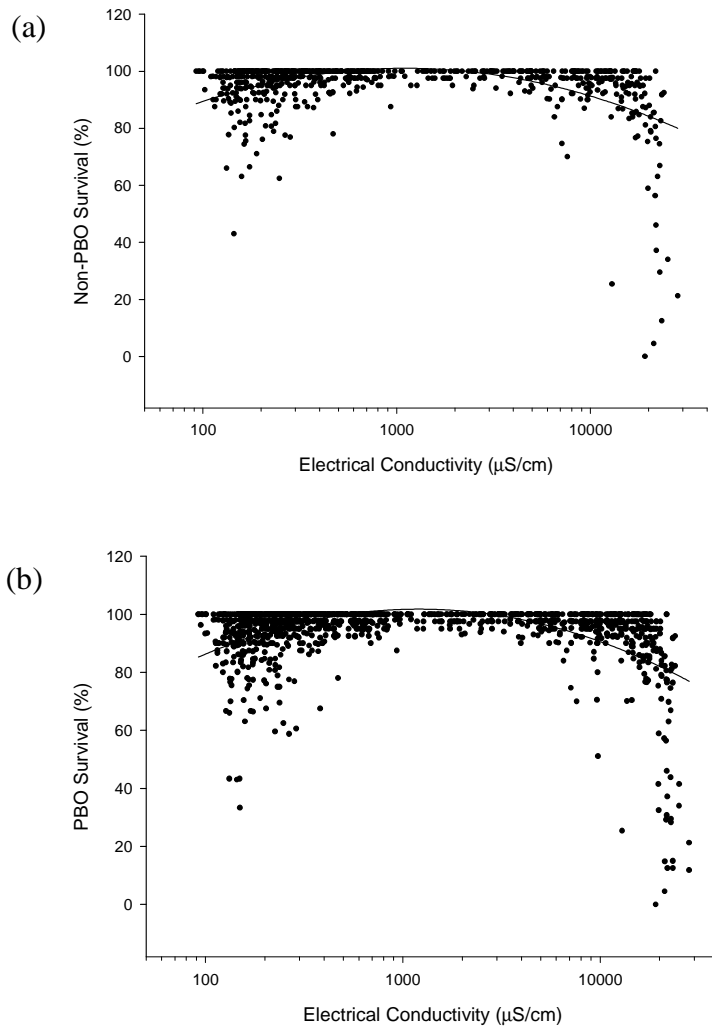 (a)
120
100
80
60
40
20
0
Non-PBO Survival (%)
100 1000 10000
Electrical Conductivity (μS/cm)
(b)
120
100
80
60
40
20
0
PBO Survival (%)
100 1000 10000
Electrical Conductivity (μS/cm)